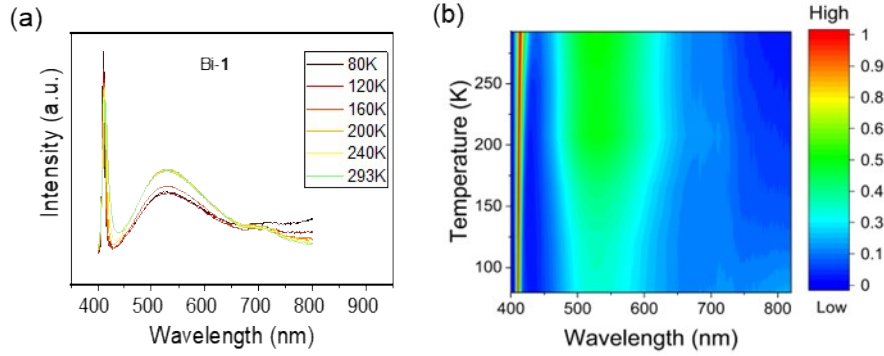 (a)
Bi-1
80K
120K
160K
200K
240K
293K
Intensity (a.u.)
400 500 600 700 800 900
Wavelength (nm)
(b)
High
1
0.9
0.8
0.7
0.6
0.5
0.4
0.3
0.2
0.1
0
Low
Temperature (K)
250
200
150
100
400 500 600 700 800
Wavelength (nm)